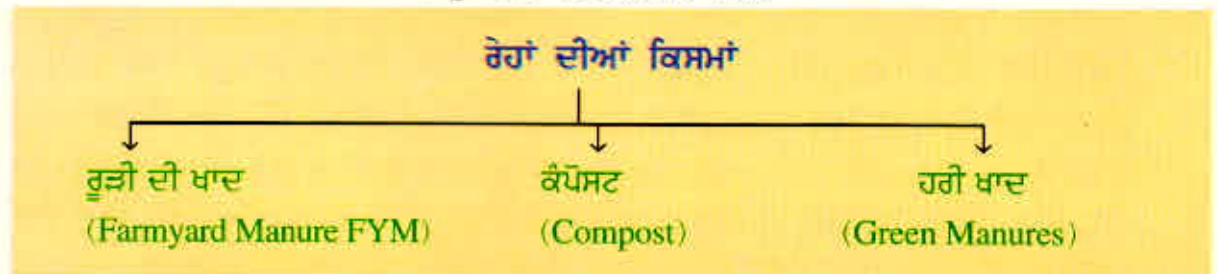 ਰੇਹਾਂ ਦੀਆਂ ਕਿਸਮਾਂ
ਰੂੜੀ ਦੀ ਖਾਦ ਕੰਪੋਸਟ ਹਰੀ ਖਾਦ
(Farmyard Manure FYM) (Compost) (Green Manures)